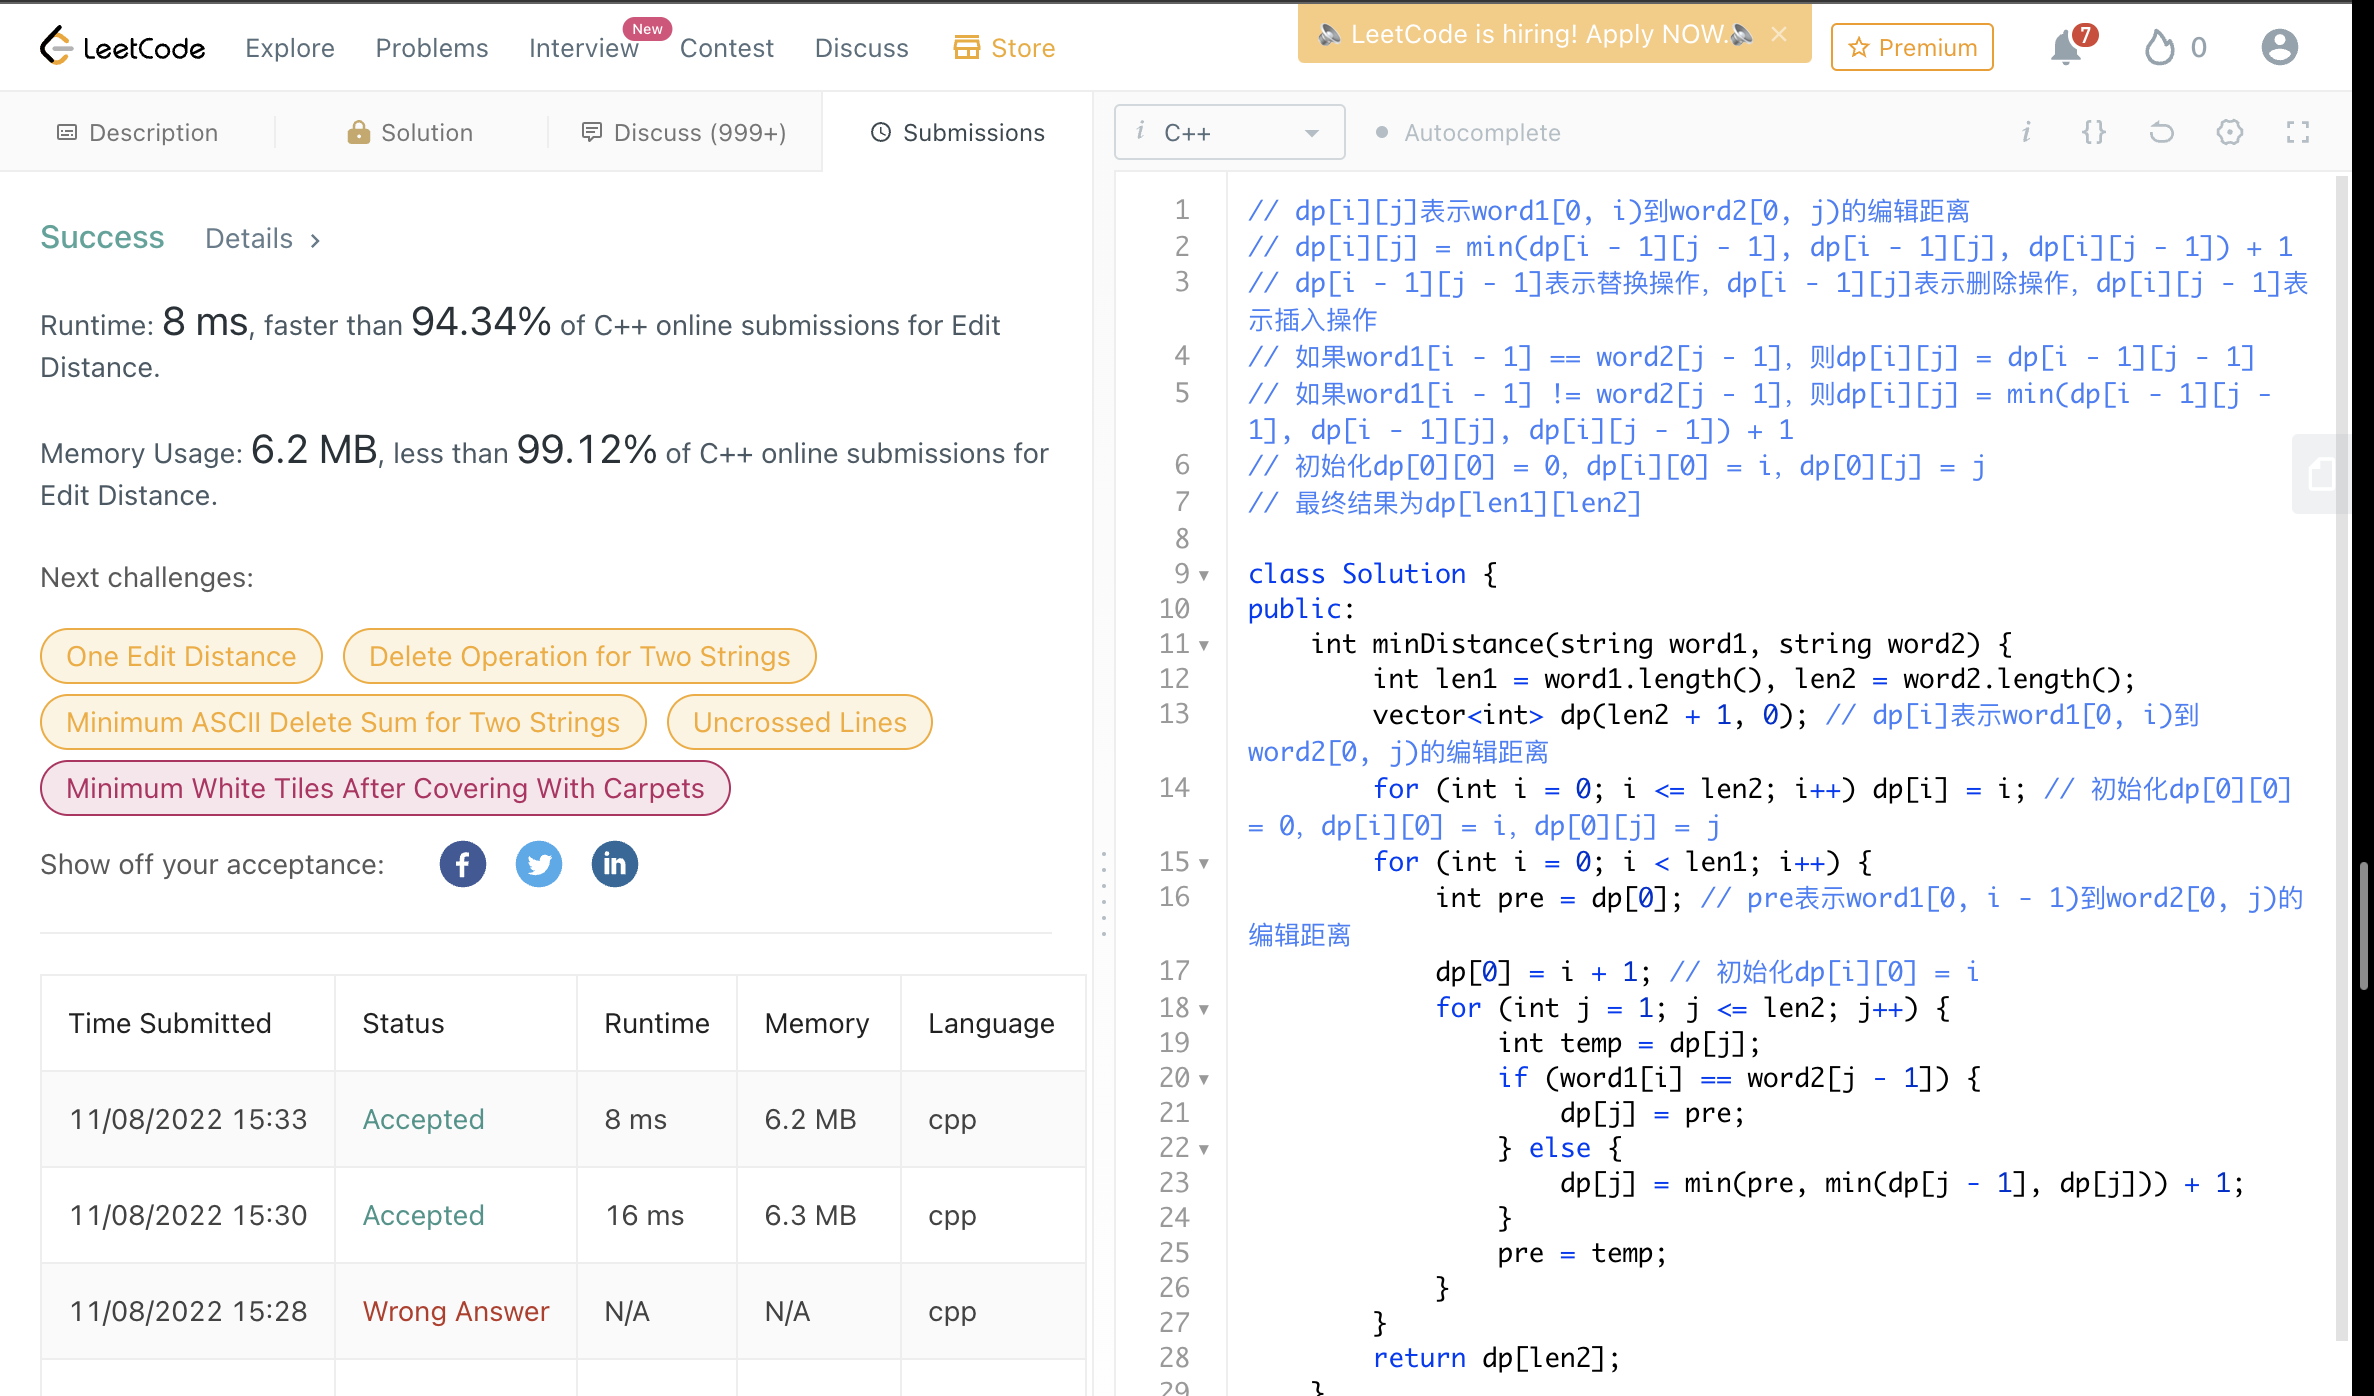 LeetCode
Explore
Problems
Interview
New
Contest
Discuss
Store
🔈 LeetCode is hiring! Apply NOW.🔈 ×
Premium
7
0
Description
Solution
Discuss (999+)
Submissions
i C++
Autocomplete
i {}
Success
Details >
Runtime: 8 ms, faster than 94.34% of C++ online submissions for Edit
Distance.
Memory Usage: 6.2 MB, less than 99.12% of C++ online submissions for
Edit Distance.
Next challenges:
One Edit Distance
Delete Operation for Two Strings
Minimum ASCII Delete Sum for Two Strings
Uncrossed Lines
Minimum White Tiles After Covering With Carpets
Show off your acceptance:
f
in
Time Submitted Status Runtime Memory Language
11/08/2022 15:33 Accepted 8 ms 6.2 MB cpp
11/08/2022 15:30 Accepted 16 ms 6.3 MB cpp
11/08/2022 15:28 Wrong Answer N/A N/A cpp
1 // dp[i][j]表示word1[0, i)到word2[0, j)的编辑距离
2 // dp[i][j] = min(dp[i - 1][j - 1], dp[i - 1][j], dp[i][j - 1]) + 1
3 // dp[i - 1][j - 1]表示替换操作，dp[i - 1][j]表示删除操作，dp[i][j - 1]表
示插入操作
4 // 如果word1[i - 1] == word2[j - 1]，则dp[i][j] = dp[i - 1][j - 1]
5 // 如果word1[i - 1] != word2[j - 1]，则dp[i][j] = min(dp[i - 1][j -
1], dp[i - 1][j], dp[i][j - 1]) + 1
6 // 初始化dp[0][0] = 0，dp[i][0] = i，dp[0][j] = j
7 // 最终结果为dp[len1][len2]
8
9 class Solution {
10 public:
11 int minDistance(string word1, string word2) {
12 int len1 = word1.length(), len2 = word2.length();
13 vector<int> dp(len2 + 1, 0); // dp[i]表示word1[0, i)到
word2[0, j)的编辑距离
14 for (int i = 0; i <= len2; i++) dp[i] = i; // 初始化dp[0][0]
= 0，dp[i][0] = i，dp[0][j] = j
15 for (int i = 0; i < len1; i++) {
16 int pre = dp[0]; // pre表示word1[0, i - 1)到word2[0, j)的
编辑距离
17 dp[0] = i + 1; // 初始化dp[i][0] = i
18 for (int j = 1; j <= len2; j++) {
19 int temp = dp[j];
20 if (word1[i] == word2[j - 1]) {
21 dp[j] = pre;
22 } else {
23 dp[j] = min(pre, min(dp[j - 1], dp[j])) + 1;
24 }
25 pre = temp;
26 }
27 }
28 return dp[len2];
29 }